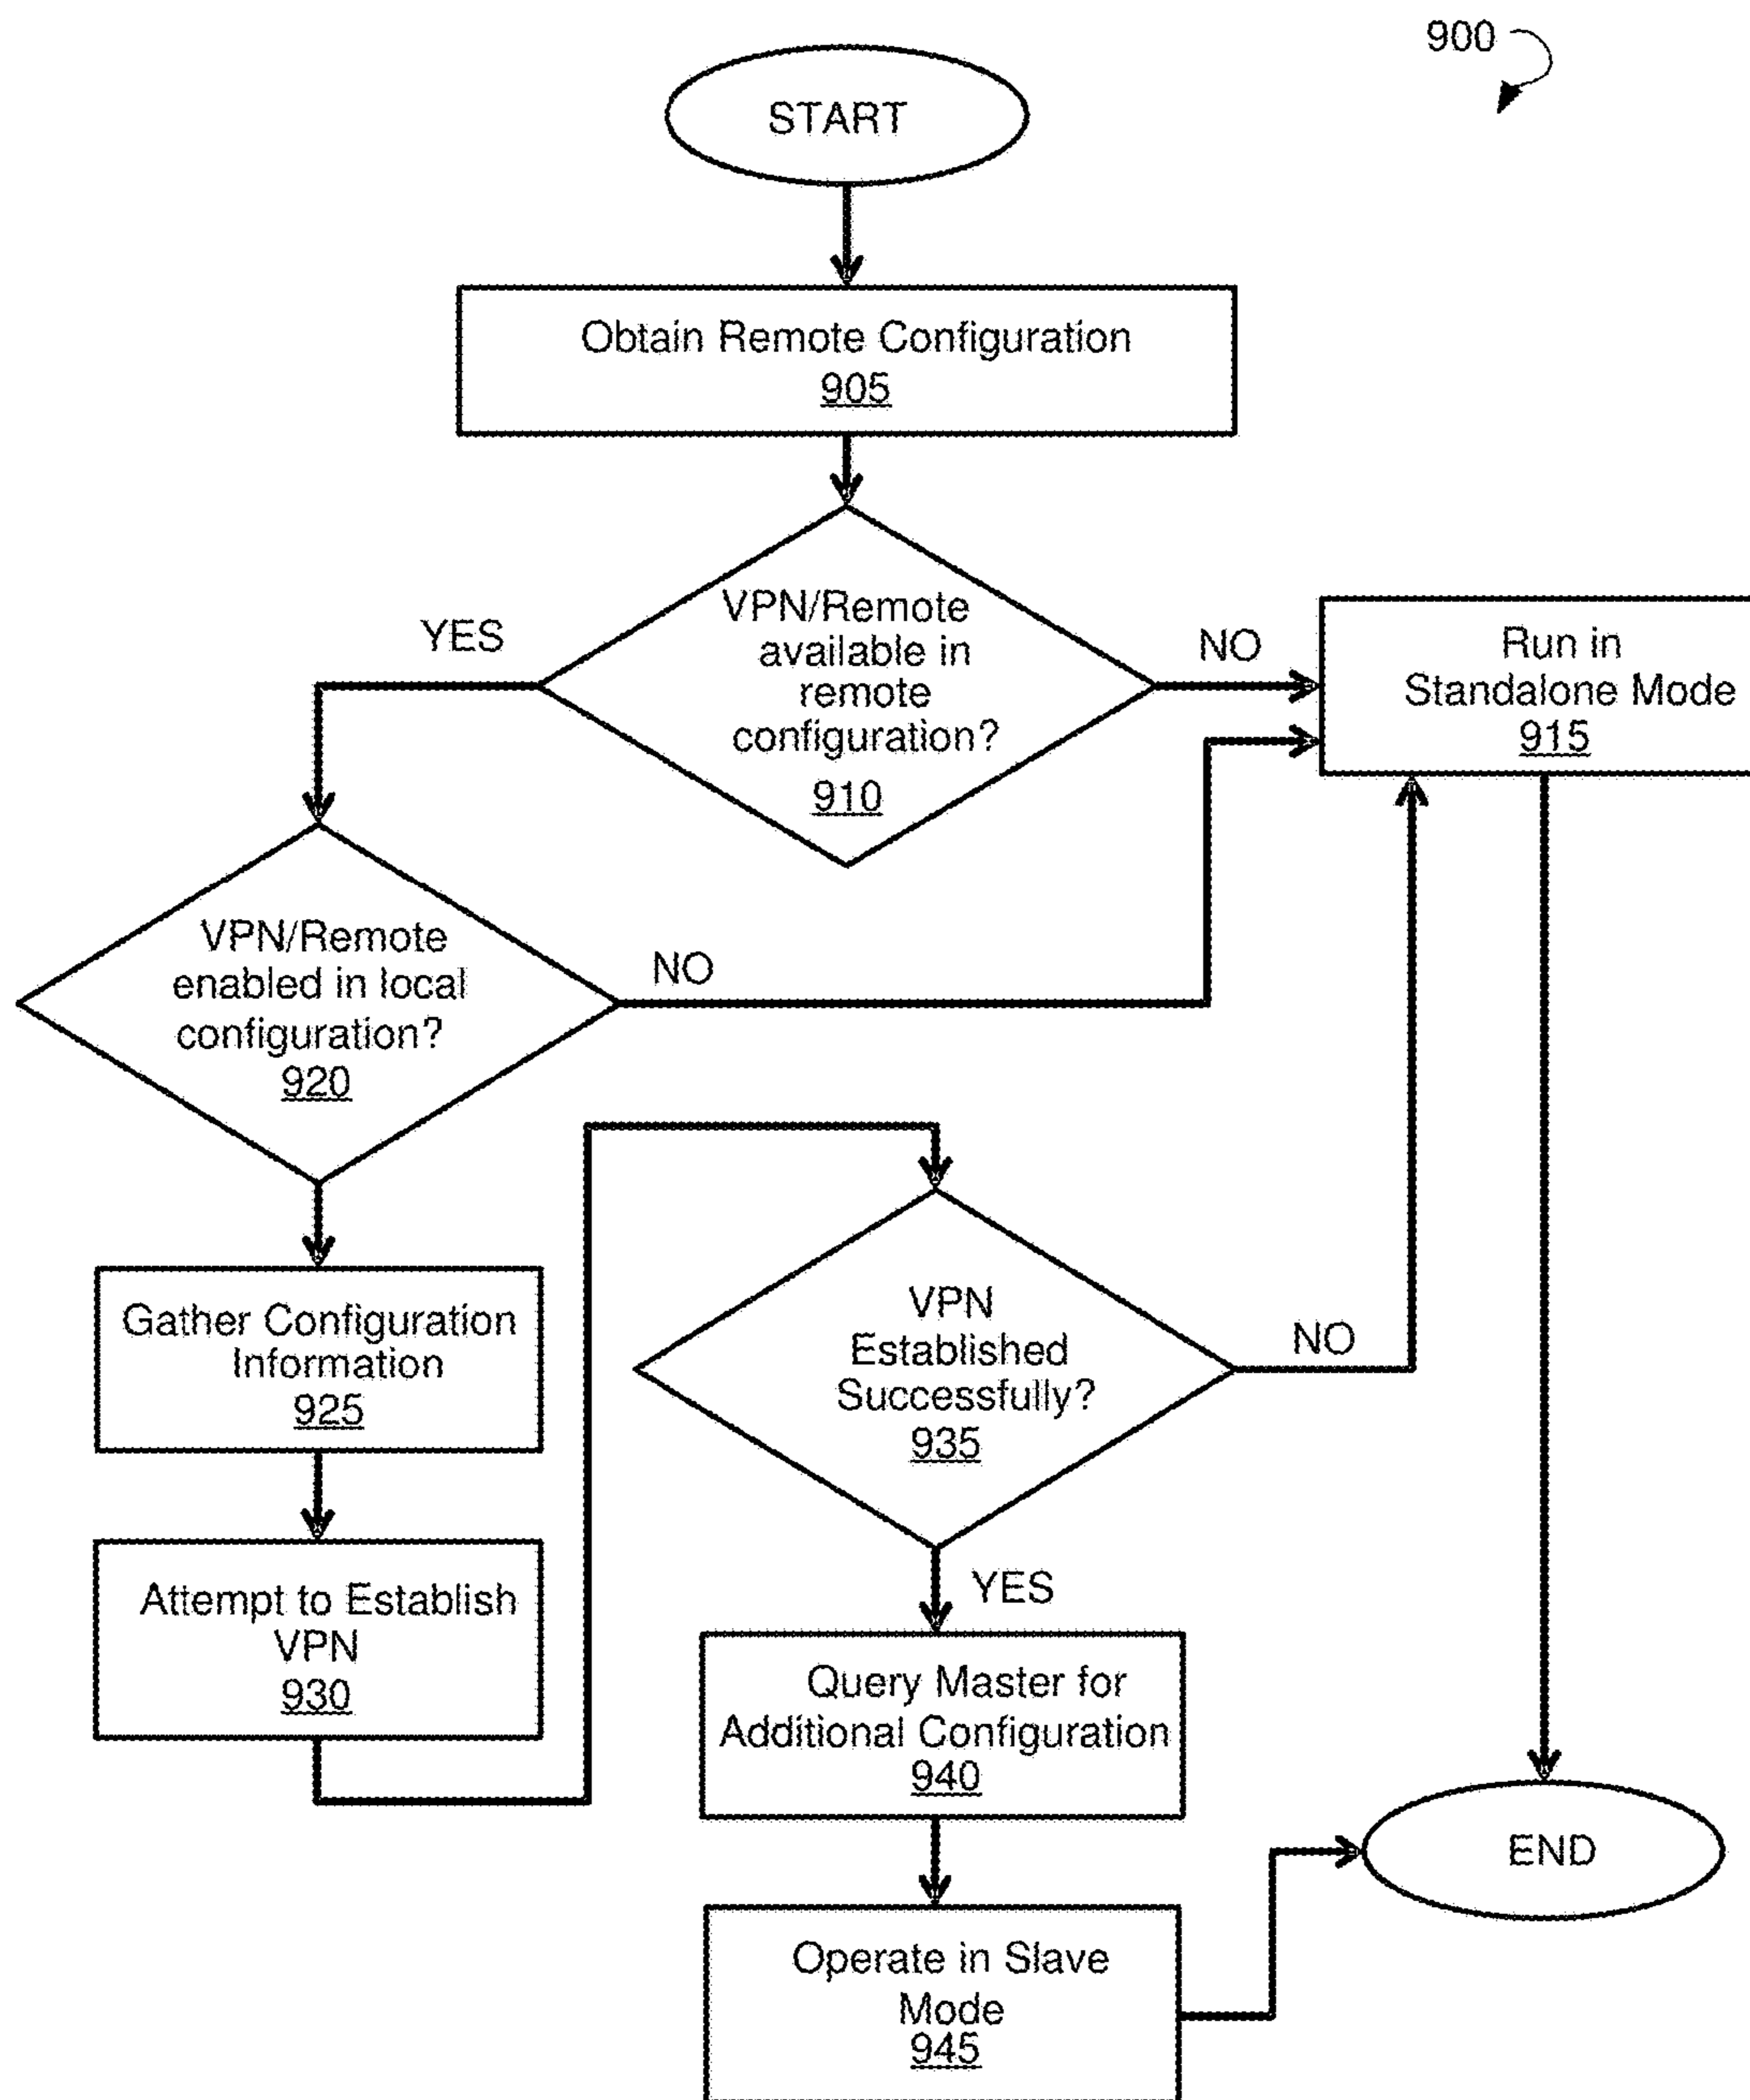 900
START
Obtain Remote Configuration
905
VPN/Remote
available in
remote
configuration?
910
YES
NO
Run in
Standalone Mode
915
VPN/Remote
enabled in local
configuration?
920
NO
Gather Configuration
Information
925
Attempt to Establish
VPN
930
VPN
Established
Successfully?
935
NO
YES
Query Master for
Additional Configuration
940
Operate in Slave
Mode
945
END